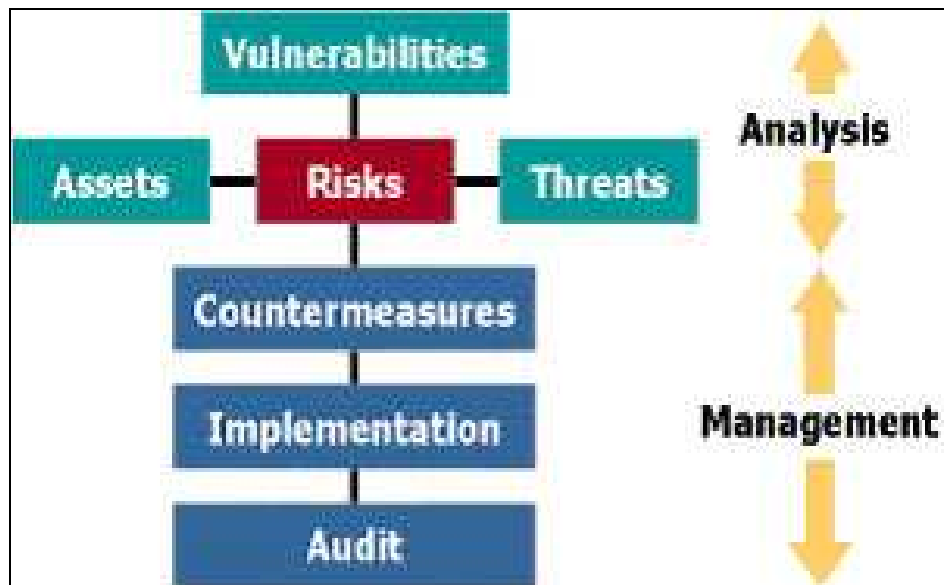 Vulnerabilities
Analysis
Assets Risks Threats
Countermeasures
Implementation
Management
Audit